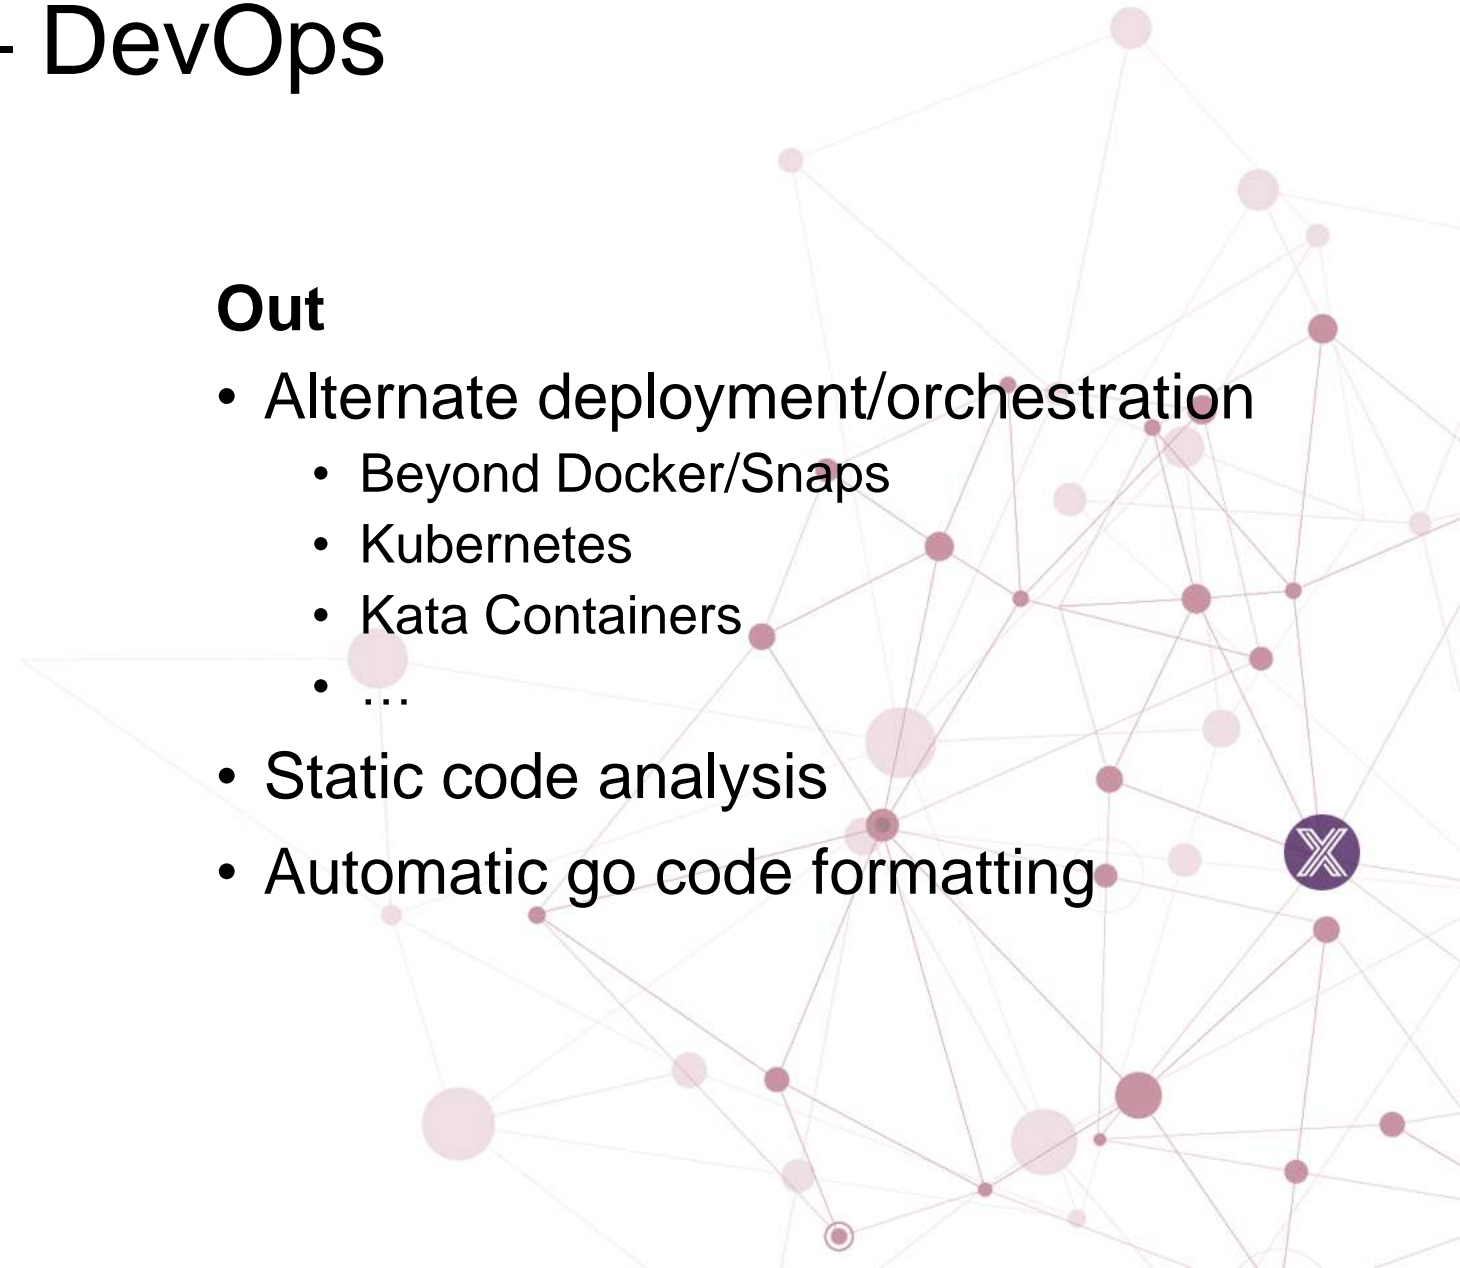 - DevOps
Out
• Alternate deployment/orchestration
• Beyond Docker/Snaps
• Kubernetes
• Kata Containers
• …
• Static code analysis
• Automatic go code formatting